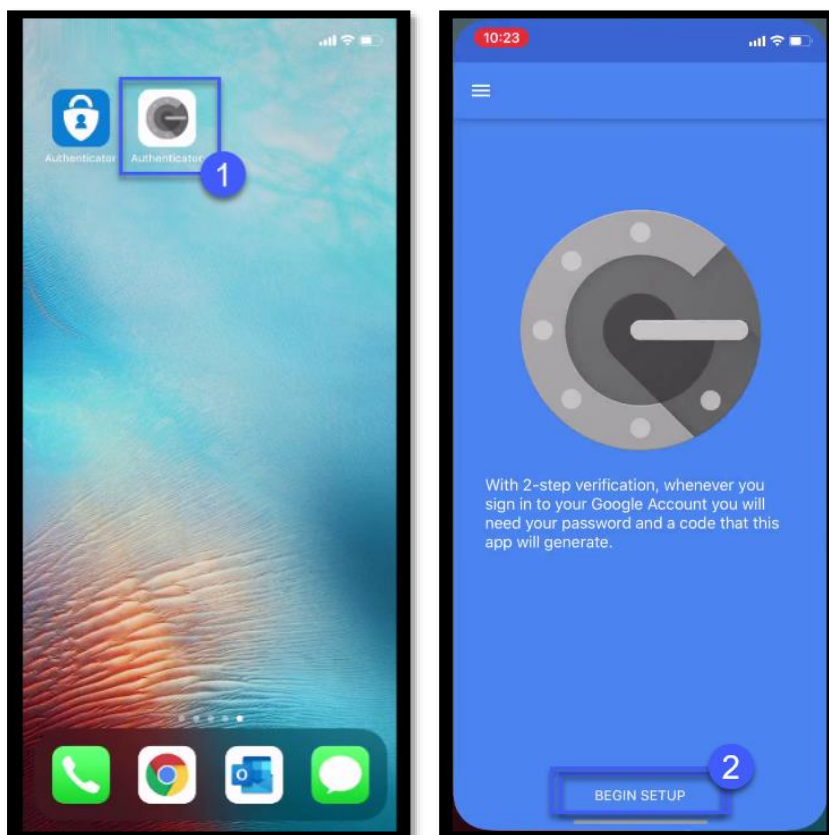 Authenticator
Authenticator
1
10:23
With 2-step verification, whenever you
sign in to your Google Account you will
need your password and a code that this
app will generate.
2
BEGIN SETUP